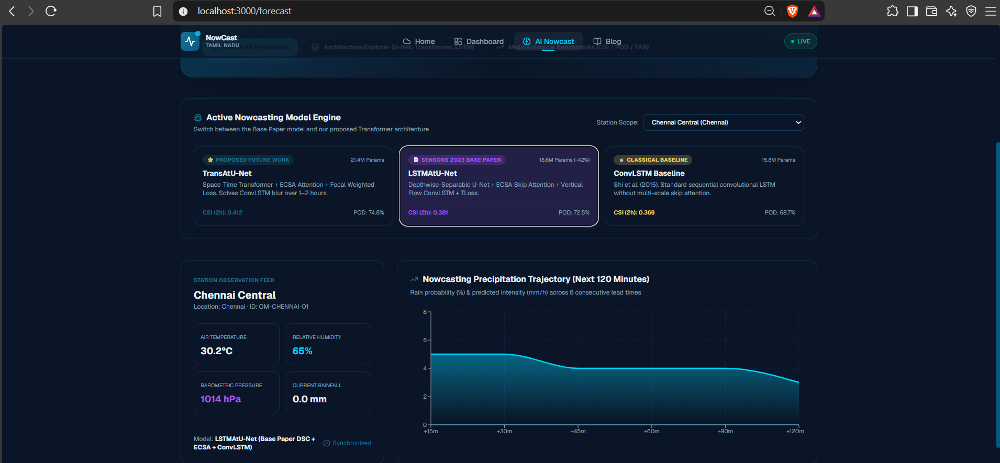 localhost:3000/forecast
NowCast
TAMIL NADU
Home
Dashboard
AI Nowcast
Blog
LIVE
2h Predictions
Architecture Explorer (U-Net, Transformer, LSTM)
Meteorological Benchmarks (CSI / POD / FAR)
Active Nowcasting Model Engine
Switch between the Base Paper model and our proposed Transformer architecture
Station Scope:
Chennai Central (Chennai)
PROPOSED FUTURE WORK
21.4M Params
TransAtU-Net
Space-Time Transformer + ECSA Attention + Focal Weighted
Loss. Solves ConvLSTM blur over 1–2 hours.
CSI (2h): 0.412
POD: 74.8%
SENSORS 2023 BASE PAPER
18.6M Params (-42%)
LSTMAtU-Net
Depthwise-Separable U-Net + ECSA Skip Attention + Vertical
Flow ConvLSTM + TLoss.
CSI (2h): 0.381
POD: 72.5%
CLASSICAL BASELINE
15.8M Params
ConvLSTM Baseline
Shi et al. (2015). Standard sequential convolutional LSTM
without multi-scale skip attention.
CSI (2h): 0.369
POD: 68.7%
STATION OBSERVATION FEED
Chennai Central
Location: Chennai · ID: OM-CHENNAI-01
AIR TEMPERATURE
30.2°C
RELATIVE HUMIDITY
65%
BAROMETRIC PRESSURE
1014 hPa
CURRENT RAINFALL
0.0 mm
Model: LSTMAtU-Net (Base Paper DSC +
ECSA + ConvLSTM)
Synchronized
Nowcasting Precipitation Trajectory (Next 120 Minutes)
Rain probability (%) & predicted intensity (mm/h) across 6 consecutive lead times
8
6
4
2
0
+15m
+30m
+45m
+60m
+90m
+120m